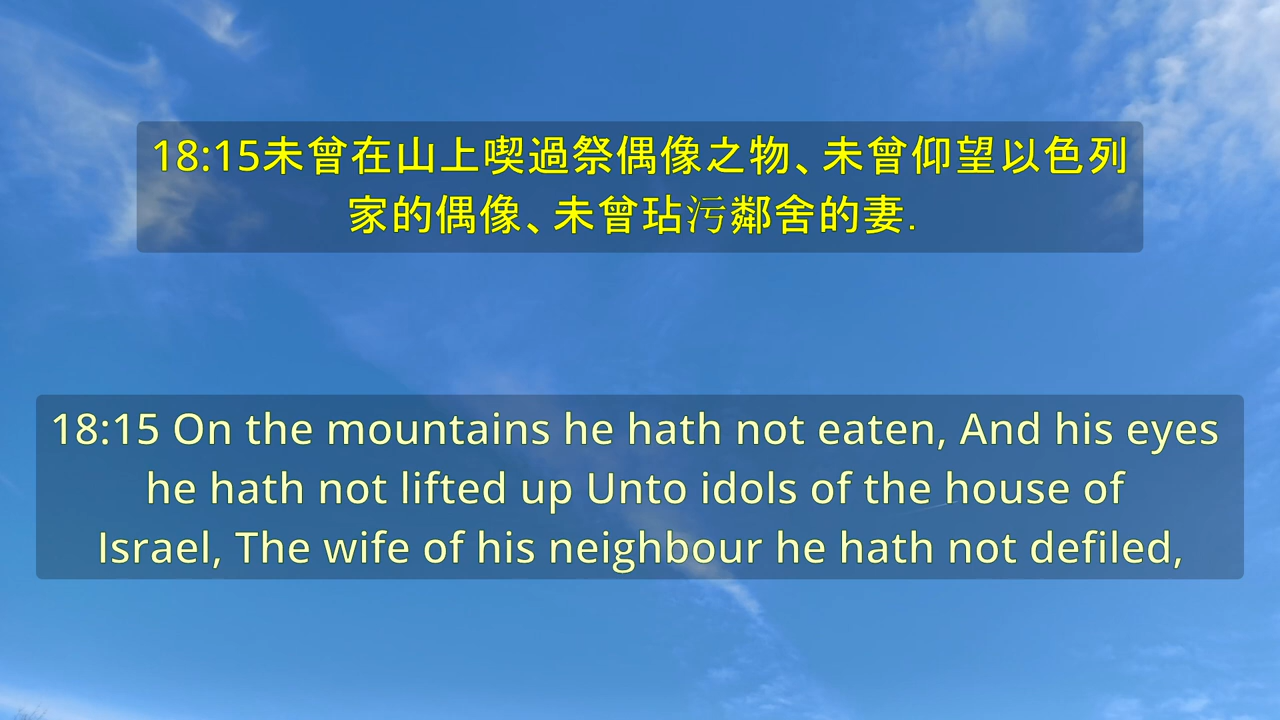 18:15未曾在山上喫過祭偶像之物、未曾仰望以色列
家的偶像、未曾玷污鄰舍的妻.
18:15 On the mountains he hath not eaten, And his eyes
he hath not lifted up Unto idols of the house of
Israel, The wife of his neighbour he hath not defiled,